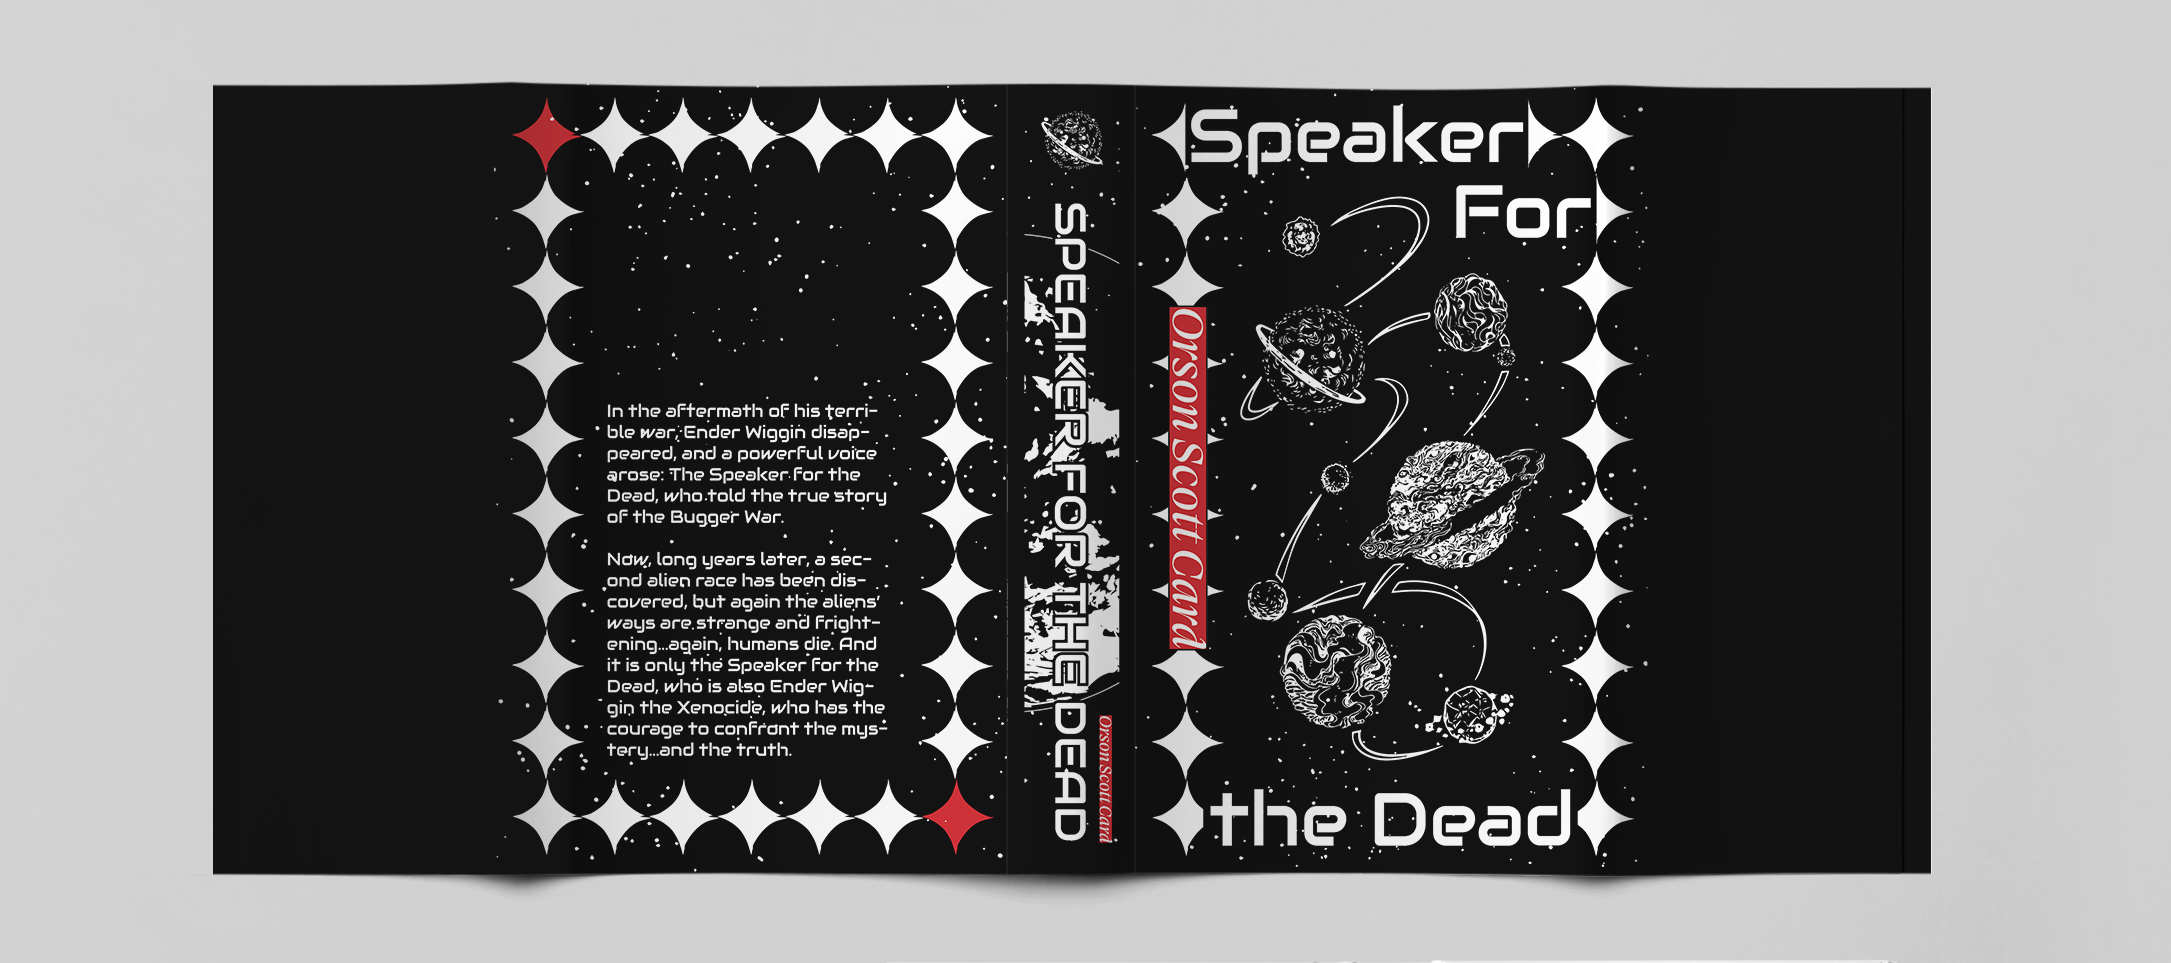 In the aftermath of his terri-
ble war, Ender Wiggin disap-
peared, and a powerful voice
arose: The Speaker for the
Dead, who told the true story
of the Bugger War.
Now, long years later, a sec-
ond alien race has been dis-
covered, but again the aliens'
ways are strange and fright-
ening...again, humans die. And
it is only the Speaker for the
Dead, who is also Ender Wig-
gin the Xenocide, who has the
courage to confront the mys-
tery...and the truth.
SPEAKER FOR THE DEAD
Orson Scott Card
Speaker
For
Orson Scott Card
the Dead